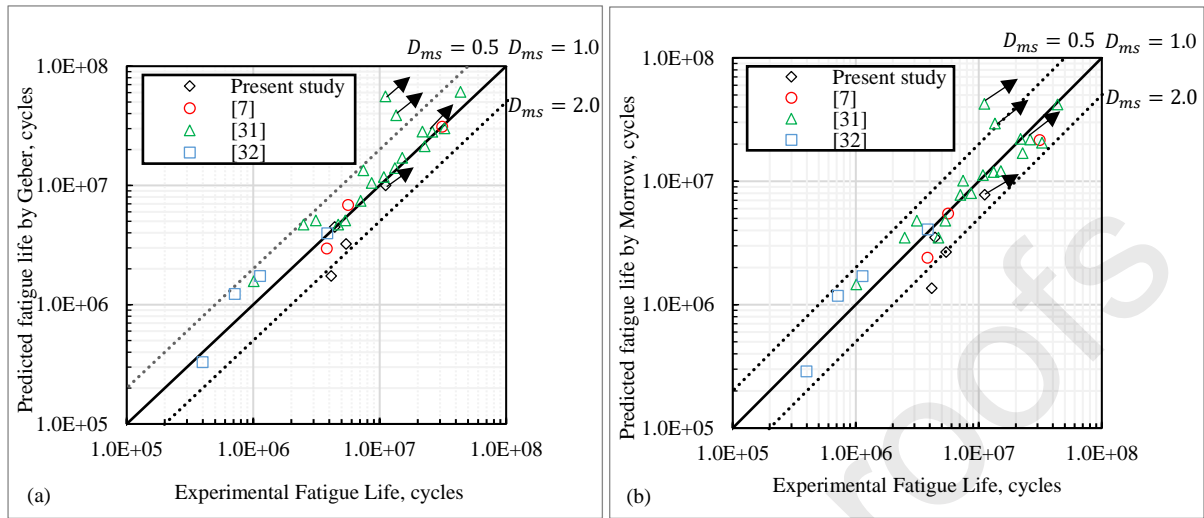 D_ms = 0.5 D_ms = 1.0
D_ms = 2.0
Predicted fatigue life by Geber, cycles
1.0E+08
1.0E+07
1.0E+06
1.0E+05
Present study
[7]
[31]
[32]
1.0E+05 1.0E+06 1.0E+07 1.0E+08
Experimental Fatigue Life, cycles
(a)
D_ms = 0.5 D_ms = 1.0
D_ms = 2.0
Predicted fatigue life by Morrow, cycles
1.0E+08
1.0E+07
1.0E+06
1.0E+05
Present study
[7]
[31]
[32]
1.0E+05 1.0E+06 1.0E+07 1.0E+08
Experimental Fatigue Life, cycles
(b)
roofs